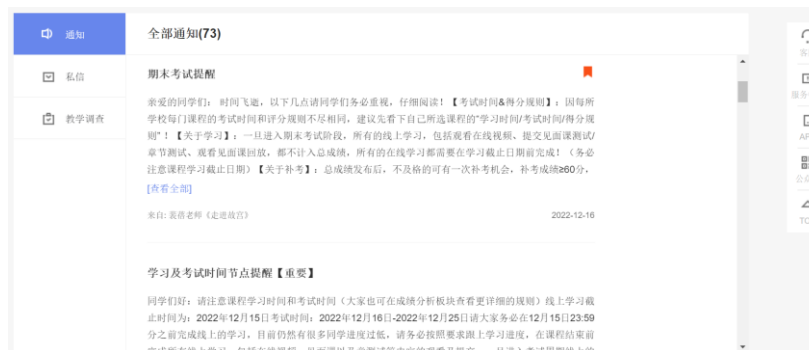 通知
私信
教学调查
全部通知(73)
期末考试提醒
亲爱的同学们： 时间飞逝，以下几点请同学们务必重视，仔细阅读！【考试时间&得分规则】：因每所
学校每门课程的考试时间和评分规则不尽相同，建议先看下自己所选课程的“学习时间/考试时间/得分规
则”！【关于学习】：一旦进入期末考试阶段，所有的线上学习，包括观看在线视频、提交见面课测试/
章节测试、观看见面课回放，都不计入总成绩，所有的在线学习都需要在学习截止日期前完成！（务必
注意课程学习截止日期）【关于补考】：总成绩发布后，不及格的可有一次补考机会，补考成绩≥60分，
[查看全部]
来自: 裴蓓老师《走进故宫》
2022-12-16
学习及考试时间节点提醒【重要】
同学们好：请注意课程学习时间和考试时间（大家也可在成绩分析板块查看更详细的规则）线上学习截
止时间为：2022年12月15日考试时间：2022年12月16日-2022年12月25日请大家务必在12月15日23:59
分之前完成线上的学习，目前仍然有很多同学进度过低，请务必按照要求跟上学习进度，在课程结束前